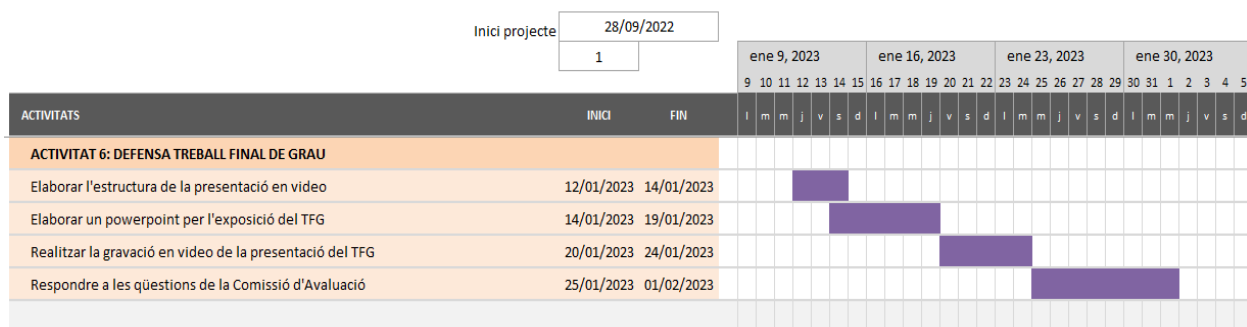 Inici projecte 28/09/2022
1
ene 9, 2023 ene 16, 2023 ene 23, 2023 ene 30, 2023
9 10 11 12 13 14 15 16 17 18 19 20 21 22 23 24 25 26 27 28 29 30 31 1 2 3 4 5
ACTIVITATS INICI FIN l m m j v s d l m m j v s d l m m j v s d l m m j v s d
ACTIVITAT 6: DEFENSA TREBALL FINAL DE GRAU
Elaborar l'estructura de la presentació en video 12/01/2023 14/01/2023
Elaborar un powerpoint per l'exposició del TFG 14/01/2023 19/01/2023
Realitzar la gravació en video de la presentació del TFG 20/01/2023 24/01/2023
Respondre a les qüestions de la Comissió d'Avaluació 25/01/2023 01/02/2023